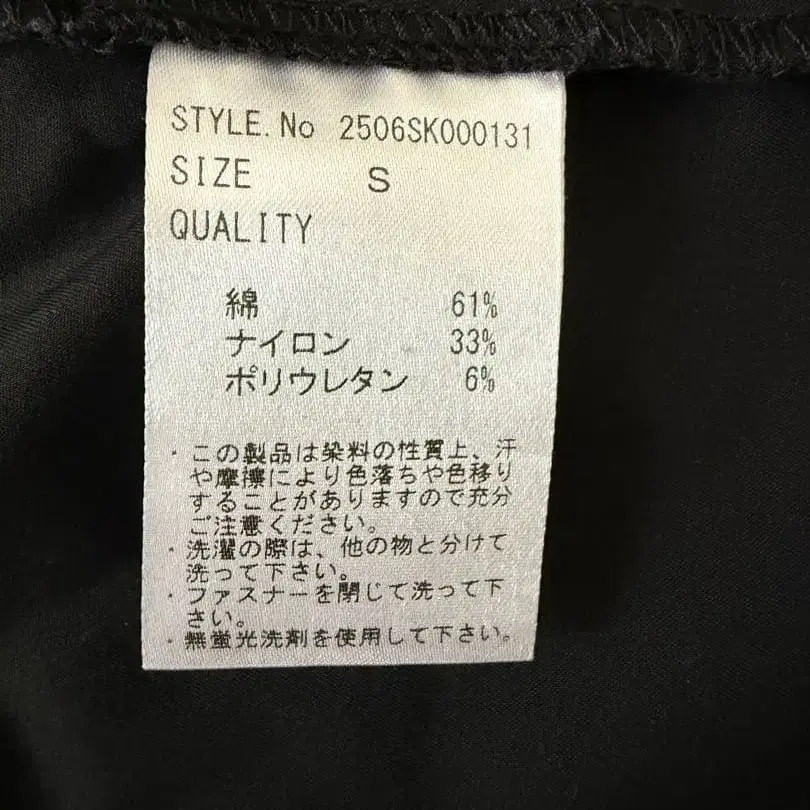 STYLE.No 2506SK000131
SIZE S
QUALITY
綿 61%
ナイロン 33%
ポリウレタン 6%
・この製品は染料の性質上、汗
や摩擦により色落ちや色移り
することがありますので充分
ご注意ください。
・洗濯の際は、他の物と分けて
洗って下さい。
・ファスナーを閉じて洗って下
さい。
・無蛍光洗剤を使用して下さい。